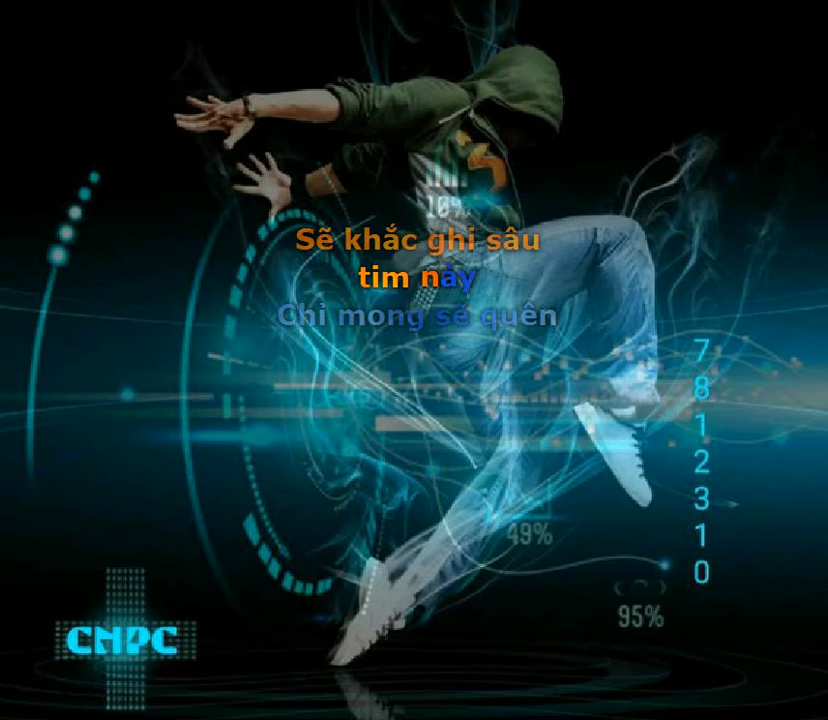 10%
Sẽ khắc ghi sâu
tim này
Chỉ mong sẽ quên
7
8
1
2
3
1
0
49%
95%
CNPC